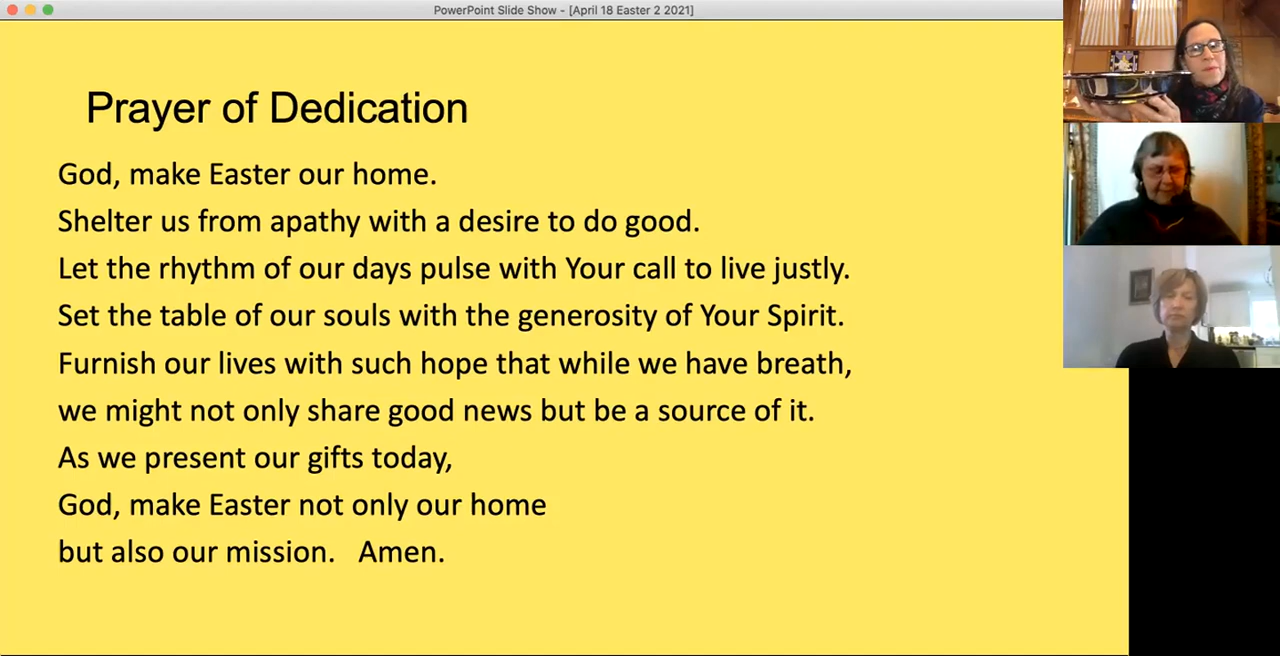 PowerPoint Slide Show - [April 18 Easter 2 2021]
Prayer of Dedication
God, make Easter our home.
Shelter us from apathy with a desire to do good.
Let the rhythm of our days pulse with Your call to live justly.
Set the table of our souls with the generosity of Your Spirit.
Furnish our lives with such hope that while we have breath,
we might not only share good news but be a source of it.
As we present our gifts today,
God, make Easter not only our home
but also our mission.   Amen.